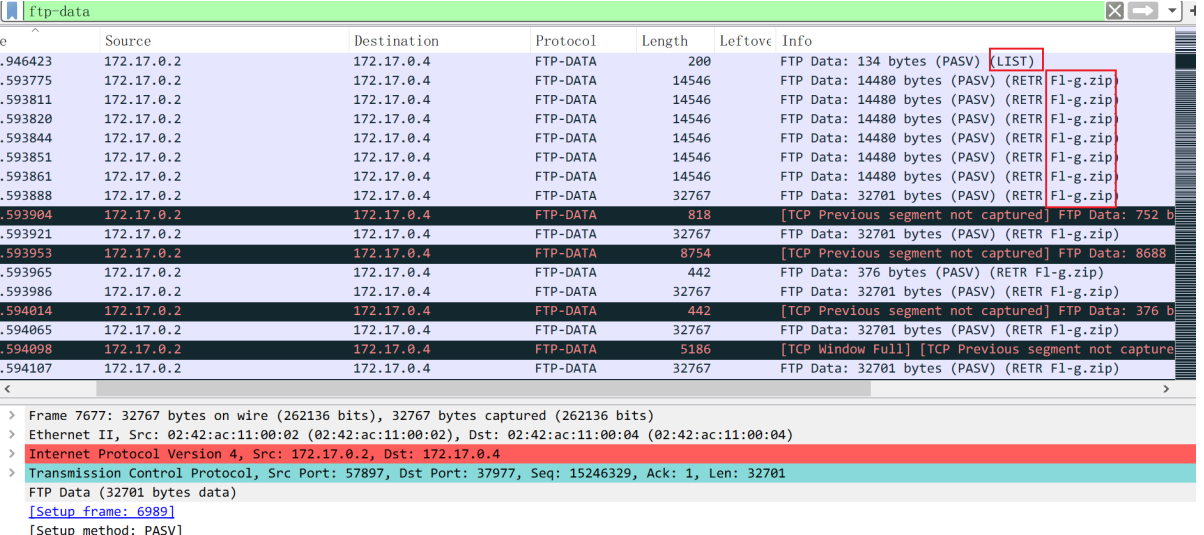 ftp-data
e Source Destination Protocol Length Leftove Info
.946423 172.17.0.2 172.17.0.4 FTP-DATA 200 FTP Data: 134 bytes (PASV) (LIST)
.593775 172.17.0.2 172.17.0.4 FTP-DATA 14546 FTP Data: 14480 bytes (PASV) (RETR Fl-g.zip)
.593811 172.17.0.2 172.17.0.4 FTP-DATA 14546 FTP Data: 14480 bytes (PASV) (RETR Fl-g.zip)
.593820 172.17.0.2 172.17.0.4 FTP-DATA 14546 FTP Data: 14480 bytes (PASV) (RETR Fl-g.zip)
.593844 172.17.0.2 172.17.0.4 FTP-DATA 14546 FTP Data: 14480 bytes (PASV) (RETR Fl-g.zip)
.593851 172.17.0.2 172.17.0.4 FTP-DATA 14546 FTP Data: 14480 bytes (PASV) (RETR Fl-g.zip)
.593861 172.17.0.2 172.17.0.4 FTP-DATA 14546 FTP Data: 14480 bytes (PASV) (RETR Fl-g.zip)
.593888 172.17.0.2 172.17.0.4 FTP-DATA 32767 FTP Data: 32701 bytes (PASV) (RETR Fl-g.zip)
.593904 172.17.0.2 172.17.0.4 FTP-DATA 818 [TCP Previous segment not captured] FTP Data: 752 b
.593921 172.17.0.2 172.17.0.4 FTP-DATA 32767 FTP Data: 32701 bytes (PASV) (RETR Fl-g.zip)
.593953 172.17.0.2 172.17.0.4 FTP-DATA 8754 [TCP Previous segment not captured] FTP Data: 8688
.593965 172.17.0.2 172.17.0.4 FTP-DATA 442 FTP Data: 376 bytes (PASV) (RETR Fl-g.zip)
.593986 172.17.0.2 172.17.0.4 FTP-DATA 32767 FTP Data: 32701 bytes (PASV) (RETR Fl-g.zip)
.594014 172.17.0.2 172.17.0.4 FTP-DATA 442 [TCP Previous segment not captured] FTP Data: 376 b
.594065 172.17.0.2 172.17.0.4 FTP-DATA 32767 FTP Data: 32701 bytes (PASV) (RETR Fl-g.zip)
.594098 172.17.0.2 172.17.0.4 FTP-DATA 5186 [TCP Window Full] [TCP Previous segment not capture
.594107 172.17.0.2 172.17.0.4 FTP-DATA 32767 FTP Data: 32701 bytes (PASV) (RETR Fl-g.zip)
Frame 7677: 32767 bytes on wire (262136 bits), 32767 bytes captured (262136 bits)
Ethernet II, Src: 02:42:ac:11:00:02 (02:42:ac:11:00:02), Dst: 02:42:ac:11:00:04 (02:42:ac:11:00:04)
Internet Protocol Version 4, Src: 172.17.0.2, Dst: 172.17.0.4
Transmission Control Protocol, Src Port: 57897, Dst Port: 37977, Seq: 15246329, Ack: 1, Len: 32701
FTP Data (32701 bytes data)
[Setup frame: 6989]
[Setup method: PASV]